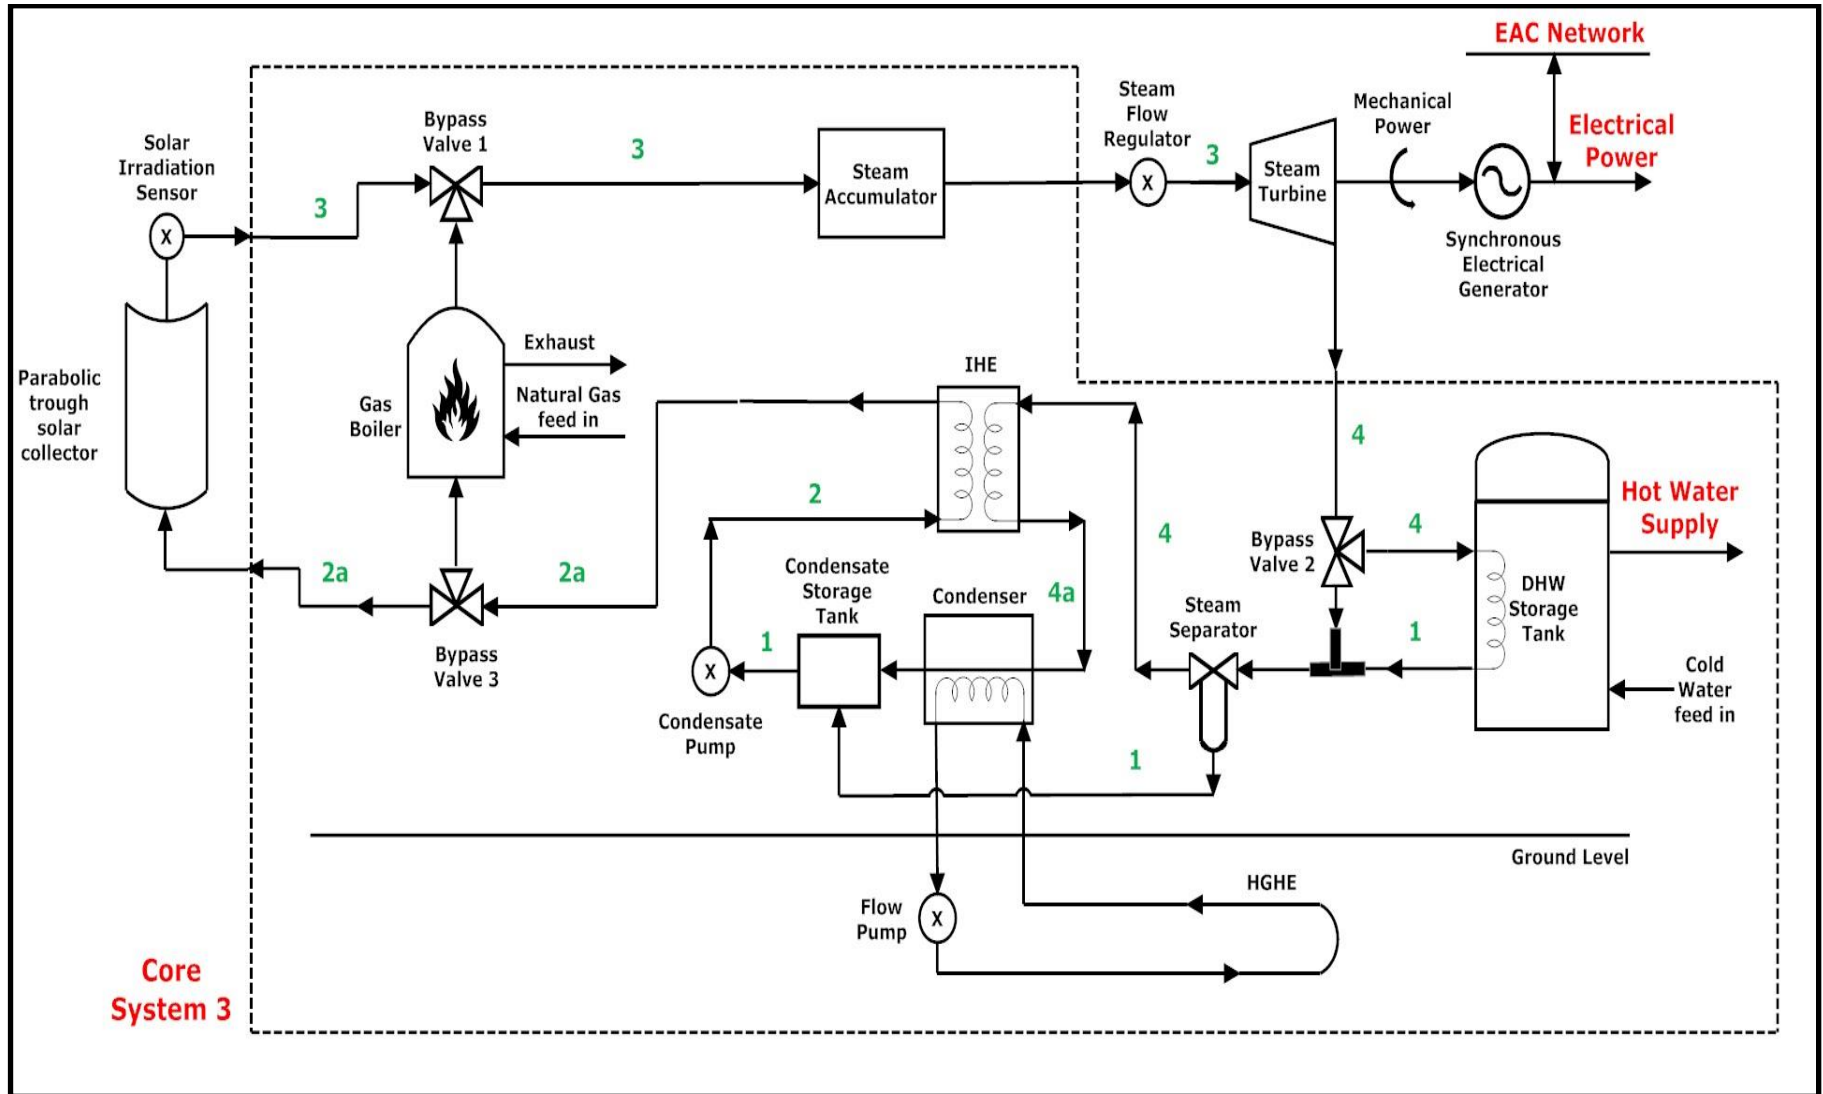 EAC Network
Electrical
Power
Mechanical
Power
Steam
Flow
Regulator
3
Steam
Turbine
Synchronous
Electrical
Generator
Solar
Irradiation
Sensor
X
3
Bypass
Valve 1
3
Steam
Accumulator
X
Parabolic
trough
solar
collector
Gas
Boiler
Exhaust
Natural Gas
feed in
IHE
4
2
4
Bypass
Valve 2
4
Hot Water
Supply
DHW
Storage
Tank
2a
2a
Bypass
Valve 3
Condensate
Storage
Tank
Condenser
4a
Steam
Separator
1
1
X
Condensate
Pump
Cold
Water
feed in
1
Ground Level
HGHE
Flow
Pump
X
Core
System 3